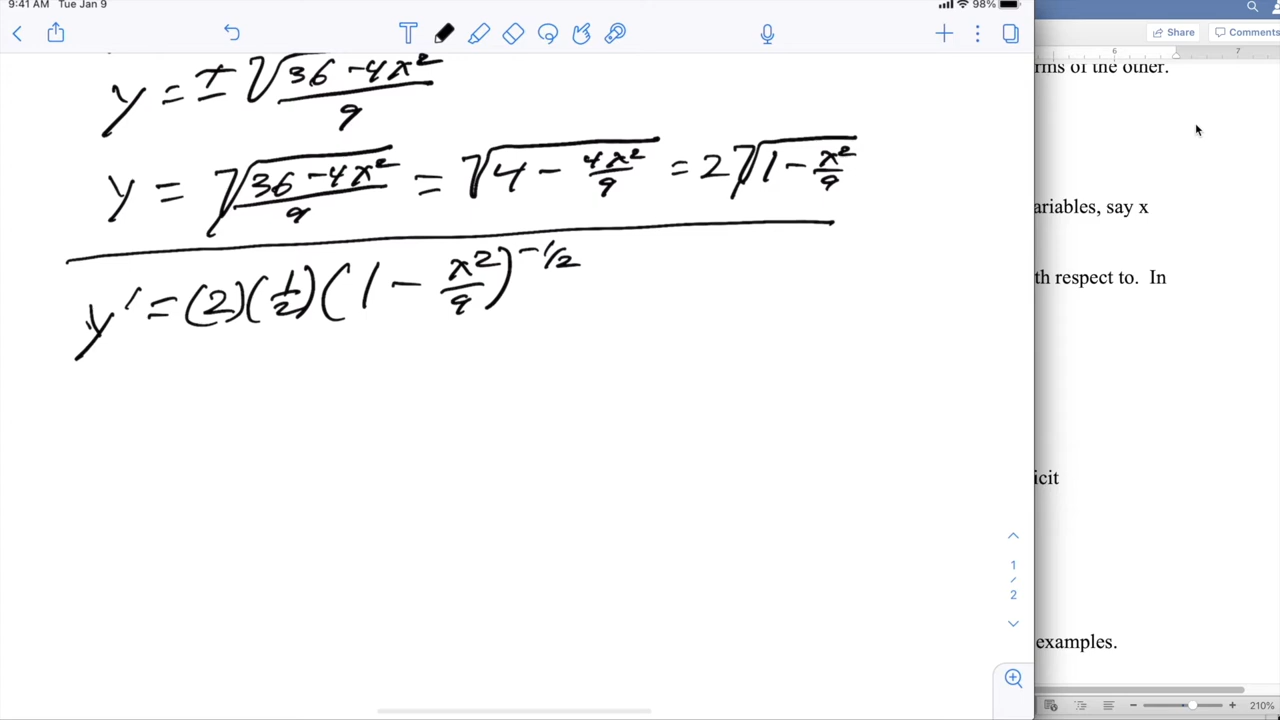 9:41 AM Tue Jan 9 98%
T
Share Comments
6 7
rms of the other.
y = ±√(36 - 4x²)/9
y = √(36 - 4x²)/9 = √4 - 4x²/9 = 2√1 - x²/9
ariables, say x
y' = (2)(1/2)(1 - x²/9)^-1/2
th respect to. In
icit
1
/
2
examples.
210%